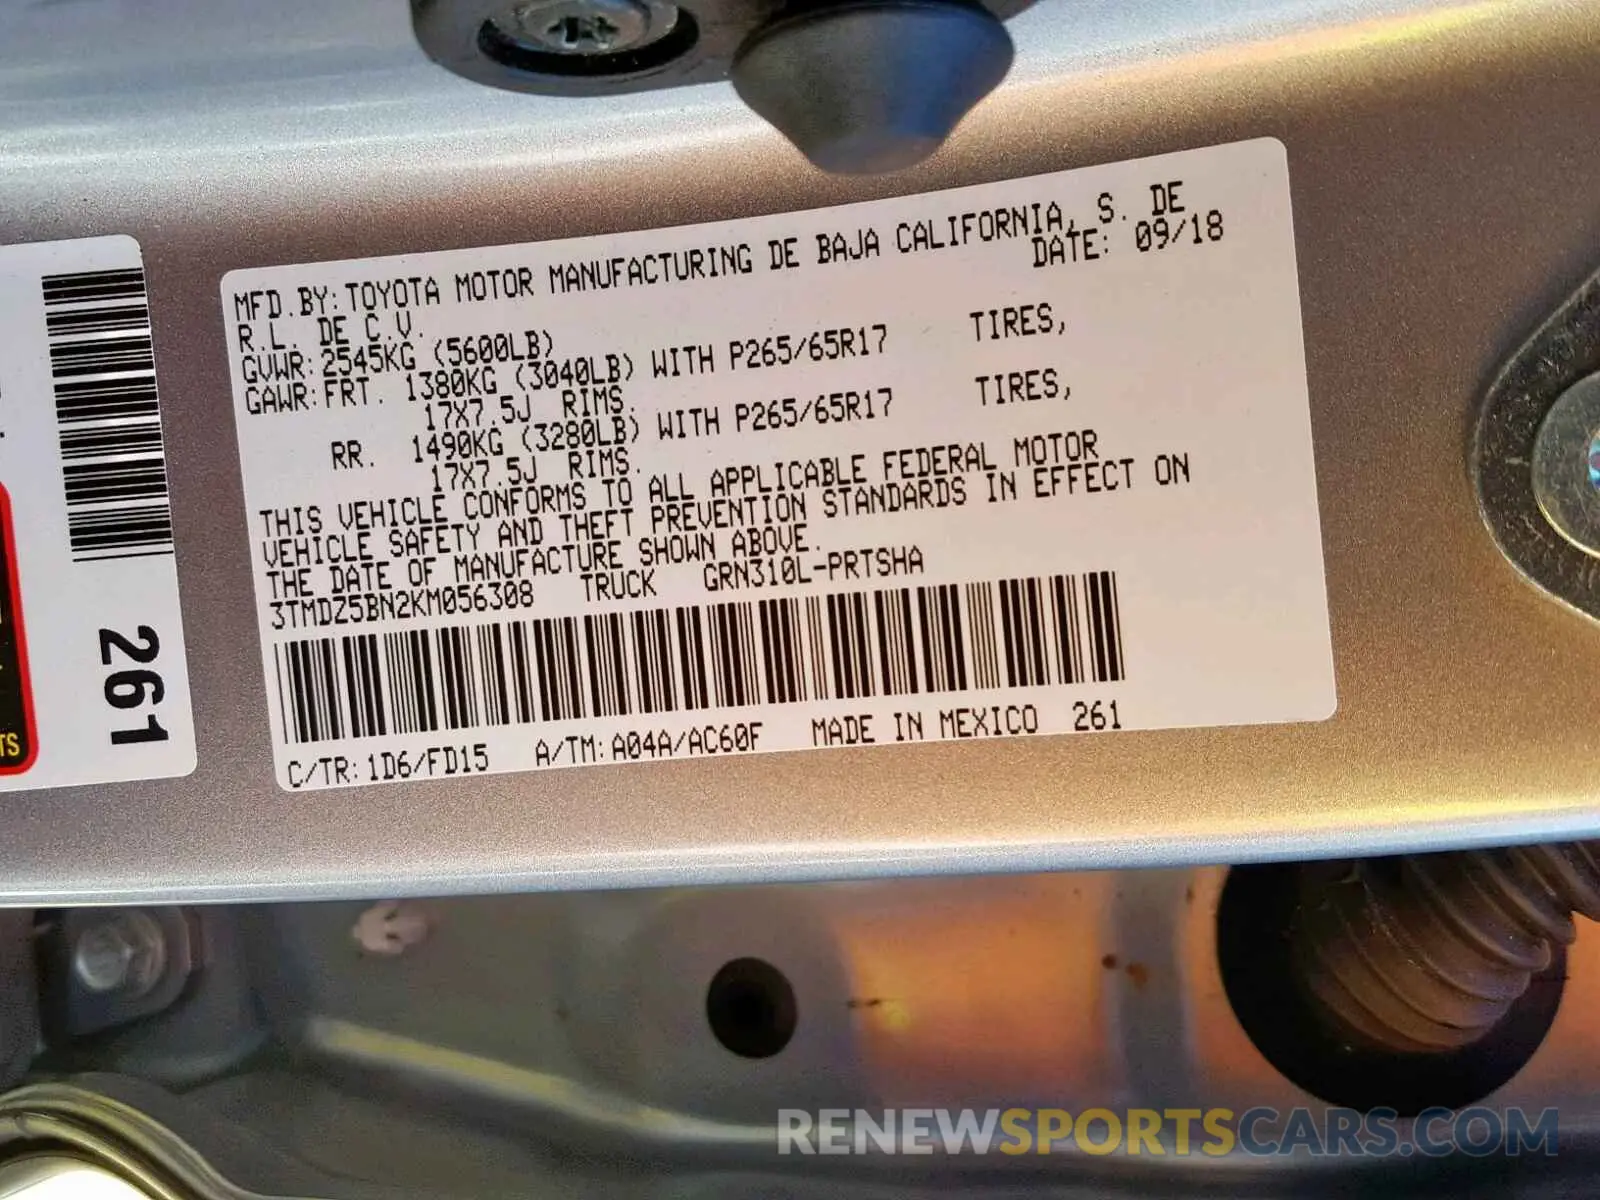 MFD.BY:TOYOTA MOTOR MANUFACTURING DE BAJA CALIFORNIA, S. DE
R.L. DE C.V. DATE: 09/18
GVWR:2545KG (5600LB)
GAWR:FRT. 1380KG (3040LB) WITH P265/65R17 TIRES,
17X7.5J RIMS.
RR. 1490KG (3280LB) WITH P265/65R17 TIRES,
17X7.5J RIMS.
THIS VEHICLE CONFORMS TO ALL APPLICABLE FEDERAL MOTOR
VEHICLE SAFETY AND THEFT PREVENTION STANDARDS IN EFFECT ON
THE DATE OF MANUFACTURE SHOWN ABOVE.
3TMDZ5BN2KM056308 TRUCK GRN310L-PRTSHA
C/TR:1D6/FD15 A/TM:A04A/AC60F MADE IN MEXICO 261
261
TS
RENEWSPORTSCARS.COM